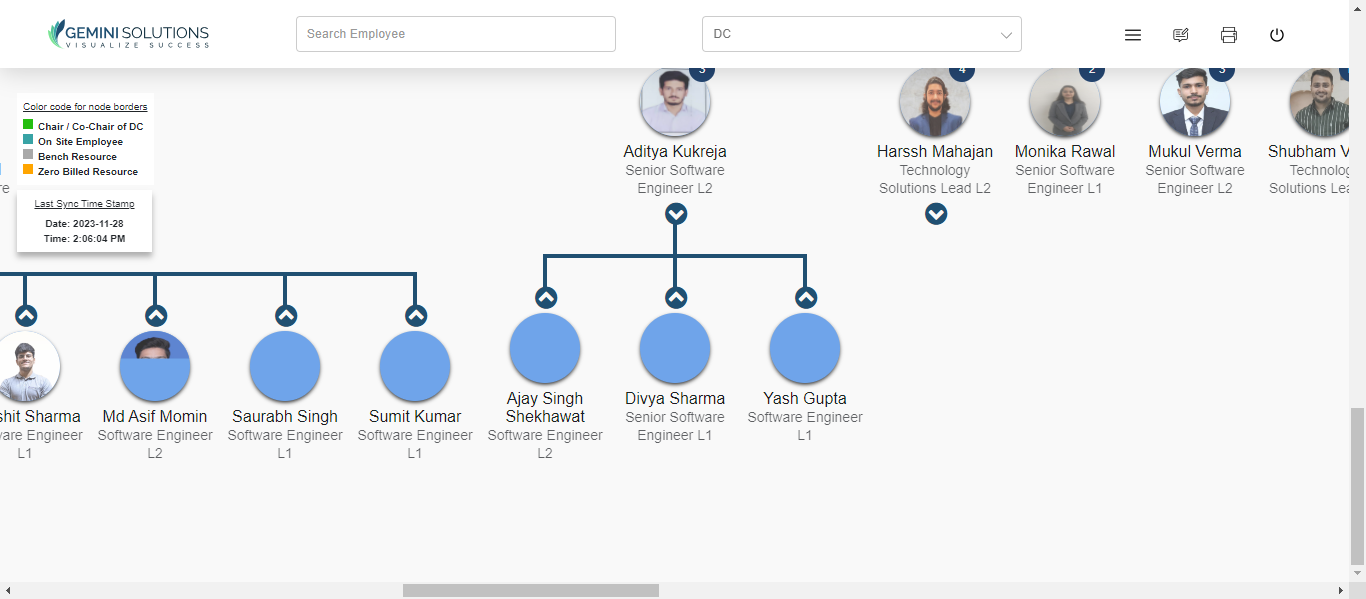 GEMINI SOLUTIONS
VISUALIZE SUCCESS
Search Employee
DC
3
4
2
3
Color code for node borders
Chair / Co-Chair of DC
On Site Employee
Bench Resource
Zero Billed Resource
Last Sync Time Stamp
Date: 2023-11-28
Time: 2:06:04 PM
Aditya Kukreja
Senior Software
Engineer L2
Harssh Mahajan
Technology
Solutions Lead L2
Monika Rawal
Senior Software
Engineer L1
Mukul Verma
Senior Software
Engineer L2
Shubham V
Technolog
Solutions Lea
re
shit Sharma
vare Engineer
L1
Md Asif Momin
Software Engineer
L2
Saurabh Singh
Software Engineer
L1
Sumit Kumar
Software Engineer
L1
Ajay Singh
Shekhawat
Software Engineer
L2
Divya Sharma
Senior Software
Engineer L1
Yash Gupta
Software Engineer
L1